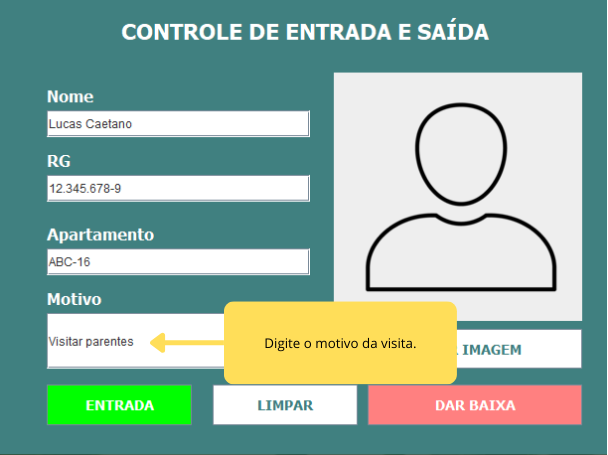 CONTROLE DE ENTRADA E SAÍDA
Nome
Lucas Caetano
RG
12.345.678-9
Apartamento
ABC-16
Motivo
Visitar parentes
Digite o motivo da visita.
IMAGEM
ENTRADA
LIMPAR
DAR BAIXA